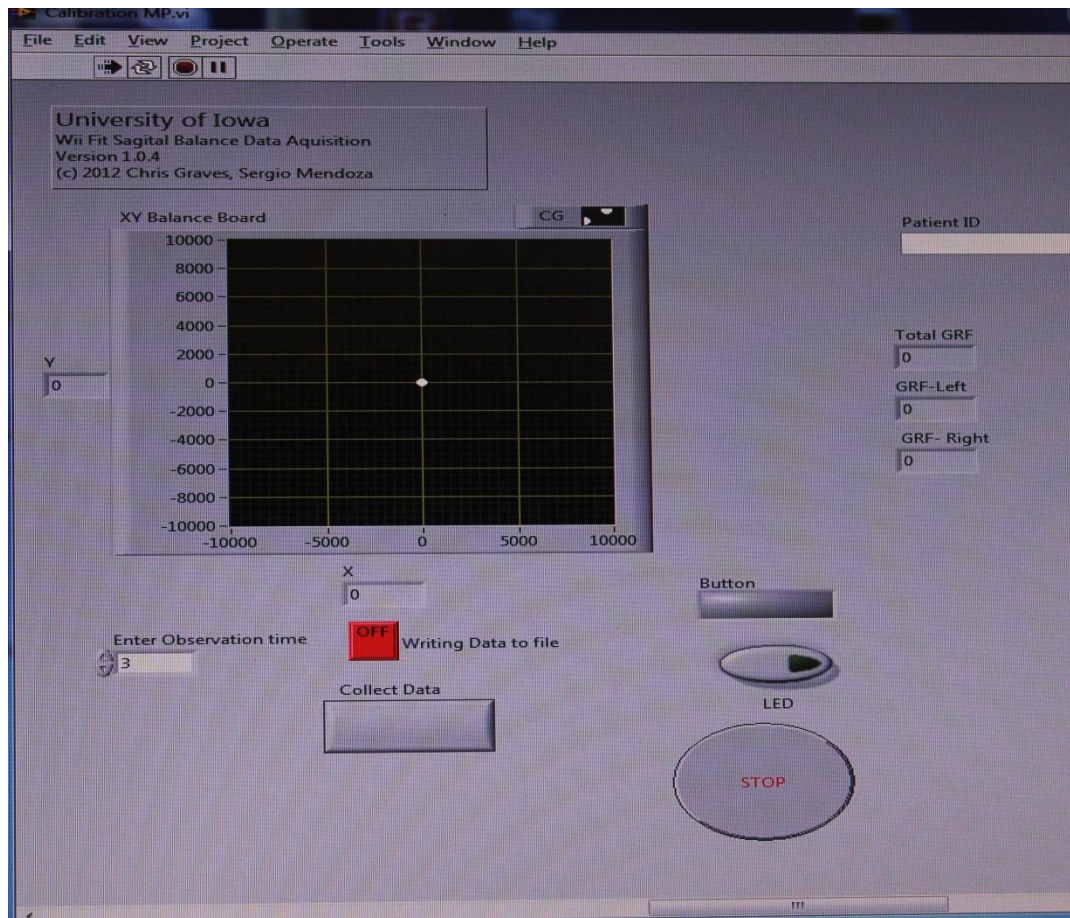 Calibration MP.vi
File Edit View Project Operate Tools Window Help
University of Iowa
Wii Fit Sagital Balance Data Aquisition
Version 1.0.4
(c) 2012 Chris Graves, Sergio Mendoza
XY Balance Board
CG
Patient ID
10000
8000
6000
4000
2000
0
-2000
-4000
-6000
-8000
-10000
-10000 -5000 0 5000 10000
Y
0
Total GRF
0
GRF-Left
0
GRF- Right
0
X
0
Button
Enter Observation time
3
OFF
Writing Data to file
Collect Data
LED
STOP